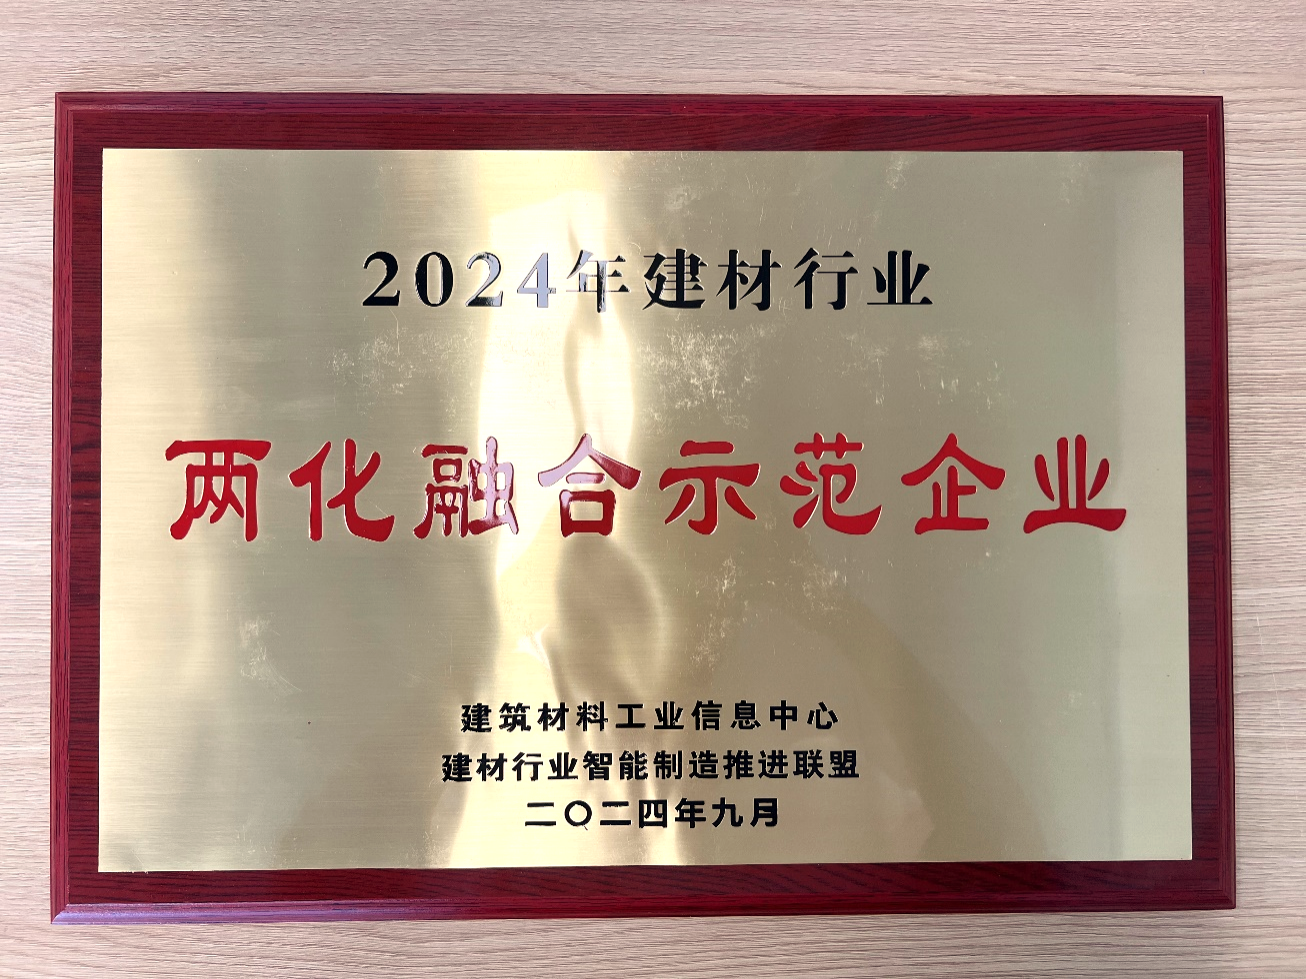 2024年建材行业
两化融合示范企业
建筑材料工业信息中心
建材行业智能制造推进联盟
二〇二四年九月